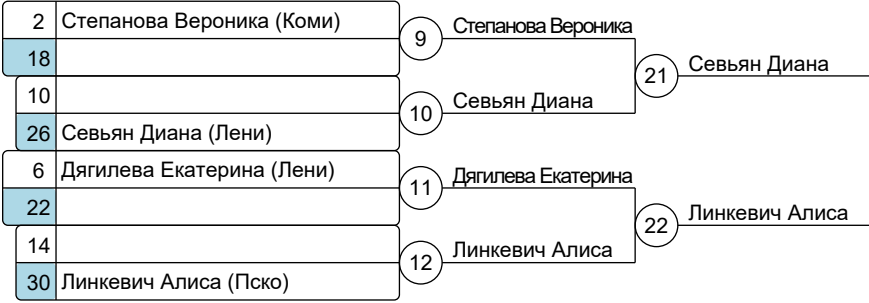 2 Степанова Вероника (Коми)
18
9 Степанова Вероника
10
26 Севьян Диана (Лени)
10 Севьян Диана
21 Севьян Диана
6 Дягилева Екатерина (Лени)
22
11 Дягилева Екатерина
14
30 Линкевич Алиса (Пско)
12 Линкевич Алиса
22 Линкевич Алиса